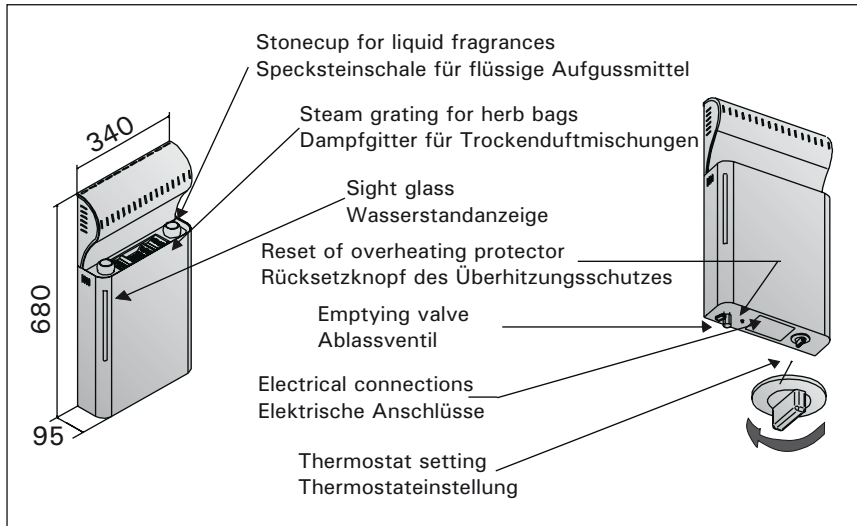 Stonecup for liquid fragrances
Specksteinschale für flüssige Aufgussmittel
340
Steam grating for herb bags
Dampfgitter für Trockenduftmischungen
Sight glass
Wasserstandanzeige
Reset of overheating protector
Rücksetzknopf des Überhitzungsschutzes
680
Emptying valve
Ablassventil
Electrical connections
Elektrische Anschlüsse
95
Thermostat setting
Thermostateinstellung